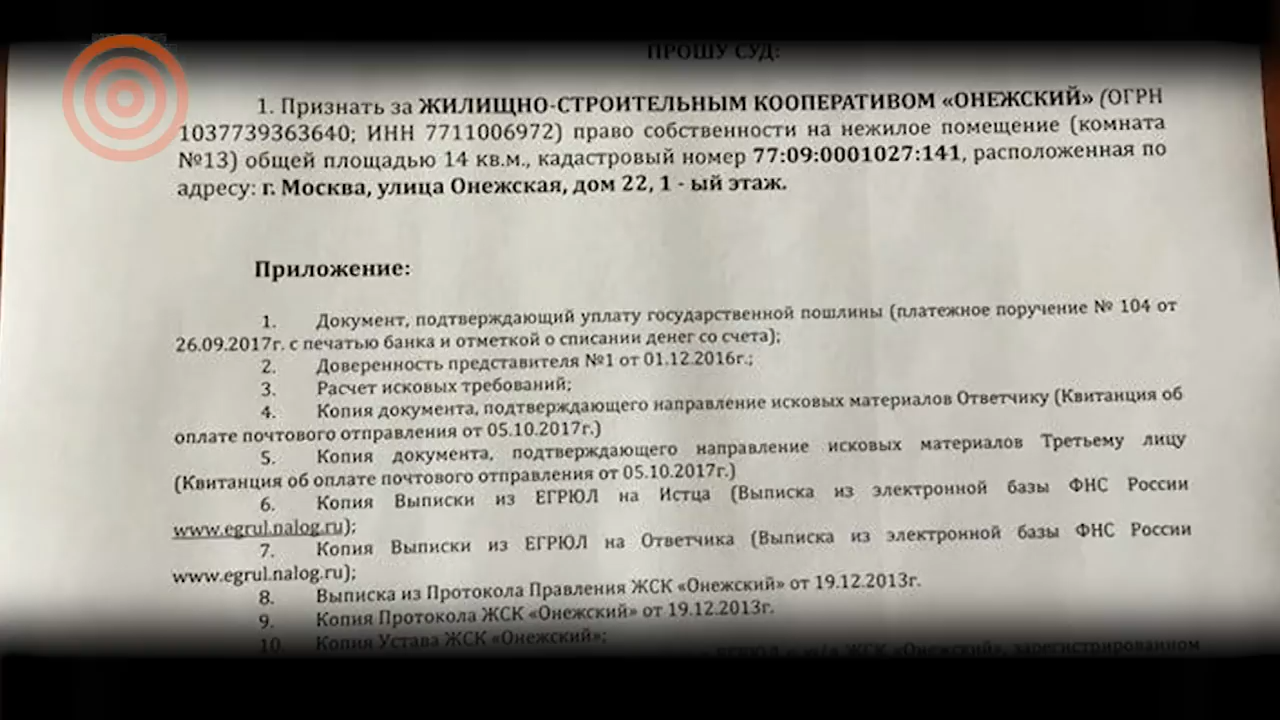 ПРОШУ СУД:
1. Признать за ЖИЛИЩНО-СТРОИТЕЛЬНЫМ КООПЕРАТИВОМ «ОНЕЖСКИЙ» (ОГРН
1037739363640; ИНН 7711006972) право собственности на нежилое помещение (комната
№13) общей площадью 14 кв.м., кадастровый номер 77:09:0001027:141, расположенная по
адресу: г. Москва, улица Онежская, дом 22, 1 - ый этаж.
Приложение:
1. Документ, подтверждающий уплату государственной пошлины (платежное поручение № 104 от
26.09.2017г. с печатью банка и отметкой о списании денег со счета);
2. Доверенность представителя №1 от 01.12.2016г.;
3. Расчет исковых требований;
4. Копия документа, подтверждающего направление исковых материалов Ответчику (Квитанция об
оплате почтового отправления от 05.10.2017г.)
5. Копия документа, подтверждающего направление исковых материалов Третьему лицу
(Квитанция об оплате почтового отправления от 05.10.2017г.)
6. Копия Выписки из ЕГРЮЛ на Истца (Выписка из электронной базы ФНС России
www.egrul.nalog.ru);
7. Копия Выписки из ЕГРЮЛ на Ответчика (Выписка из электронной базы ФНС России
www.egrul.nalog.ru);
8. Выписка из Протокола Правления ЖСК «Онежский» от 19.12.2013г.
9. Копия Протокола ЖСК «Онежский» от 19.12.2013г.
10. Копия Устава ЖСК «Онежский»;
ЕГРЮЛ ЖСК «Онежский», зарегистрированном